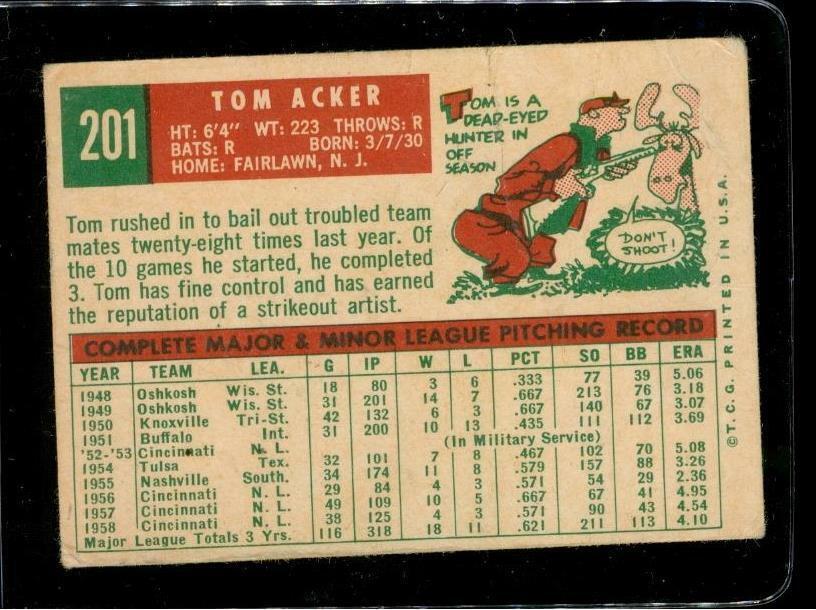 201
TOM ACKER
HT: 6'4" WT: 223 THROWS: R
BATS: R BORN: 3/7/30
HOME: FAIRLAWN, N. J.
TOM IS A
DEAD-EYED
HUNTER IN
OFF
SEASON
DON'T
SHOOT!
Tom rushed in to bail out troubled team
mates twenty-eight times last year. Of
the 10 games he started, he completed
3. Tom has fine control and has earned
the reputation of a strikeout artist.
COMPLETE MAJOR & MINOR LEAGUE PITCHING RECORD
YEAR TEAM LEA. G IP W L PCT SO BB ERA
1948 Oshkosh Wis. St. 18 80 3 6 .333 77 39 5.06
1949 Oshkosh Wis. St. 31 201 14 7 .667 213 76 3.18
1950 Knoxville Tri-St. 42 132 6 3 .667 140 67 3.07
1951 Buffalo Int. 31 200 10 13 .435 111 112 3.69
'52-'53 Cincinnati N. L. (In Military Service)
1954 Tulsa Tex. 32 101 7 8 .467 102 70 5.08
1955 Nashville South. 34 174 11 8 .579 157 88 3.26
1956 Cincinnati N. L. 29 84 4 3 .571 54 29 2.36
1957 Cincinnati N. L. 49 109 10 5 .667 67 41 4.95
1958 Cincinnati N. L. 38 125 4 3 .571 90 43 4.54
Major League Totals 3 Yrs. 116 318 18 11 .621 211 113 4.10
© T. C. G. PRINTED IN U.S.A.